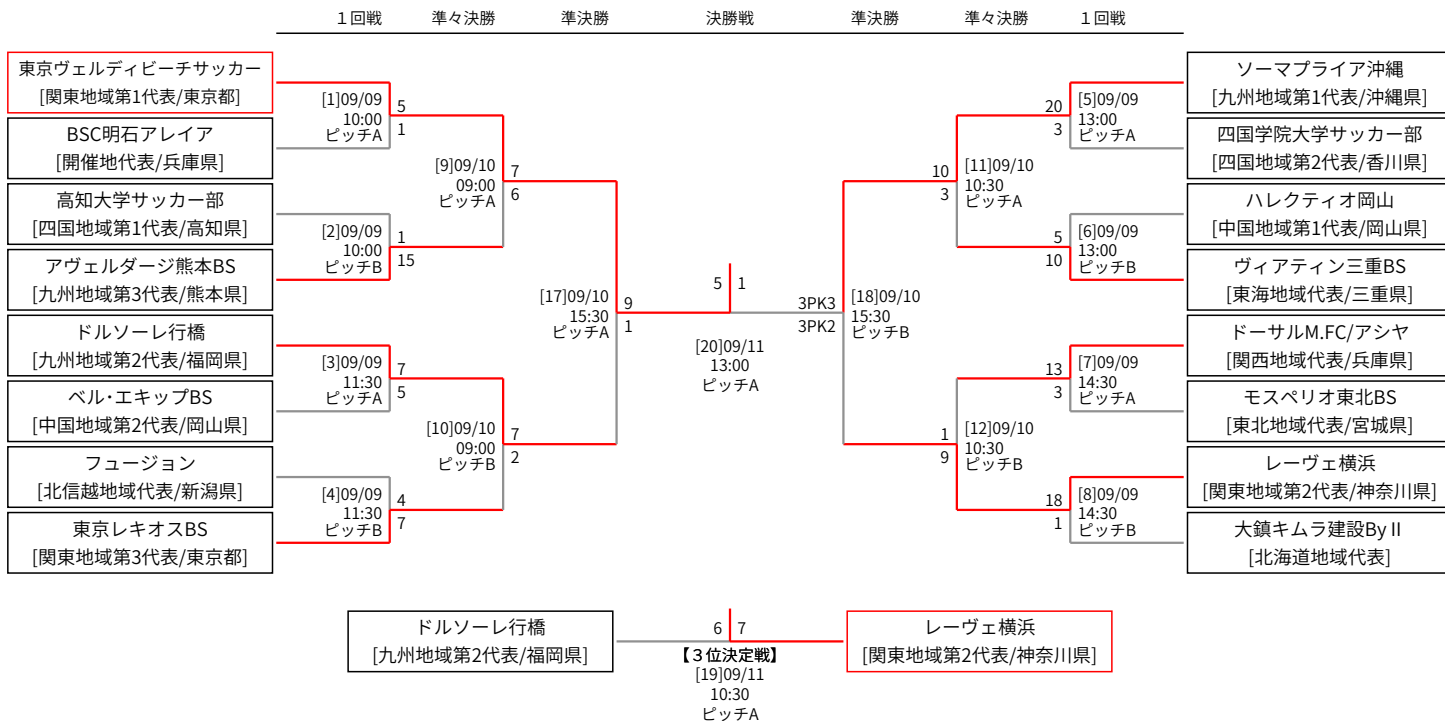 １回戦 準々決勝 準決勝 決勝戦 準決勝 準々決勝 １回戦
東京ヴェルディビーチサッカー
[関東地域第1代表/東京都]
BSC明石アレイア
[開催地代表/兵庫県]
高知大学サッカー部
[四国地域第1代表/高知県]
アヴェルダージ熊本BS
[九州地域第3代表/熊本県]
ドルソーレ行橋
[九州地域第2代表/福岡県]
ベル･エキップBS
[中国地域第2代表/岡山県]
フュージョン
[北信越地域代表/新潟県]
東京レキオスBS
[関東地域第3代表/東京都]
[1]09/09
10:00
ピッチA
5
1
[2]09/09
10:00
ピッチB
1
15
[3]09/09
11:30
ピッチA
7
5
[4]09/09
11:30
ピッチB
4
7
[9]09/10
09:00
ピッチA
7
6
[10]09/10
09:00
ピッチB
7
2
[17]09/10
15:30
ピッチA
9
1
5 1
[20]09/11
13:00
ピッチA
3PK3
3PK2
[18]09/10
15:30
ピッチB
10
3
[11]09/10
10:30
ピッチA
1
9
[12]09/10
10:30
ピッチB
20
3
[5]09/09
13:00
ピッチA
5
10
[6]09/09
13:00
ピッチB
13
3
[7]09/09
14:30
ピッチA
18
1
[8]09/09
14:30
ピッチB
ソーマプライア沖縄
[九州地域第1代表/沖縄県]
四国学院大学サッカー部
[四国地域第2代表/香川県]
ハレクティオ岡山
[中国地域第1代表/岡山県]
ヴィアティン三重BS
[東海地域代表/三重県]
ドーサルM.FC/アシヤ
[関西地域代表/兵庫県]
モスペリオ東北BS
[東北地域代表/宮城県]
レーヴェ横浜
[関東地域第2代表/神奈川県]
大鎮キムラ建設ByⅡ
[北海道地域代表]
ドルソーレ行橋
[九州地域第2代表/福岡県]
6 7
【３位決定戦】
[19]09/11
10:30
ピッチA
レーヴェ横浜
[関東地域第2代表/神奈川県]